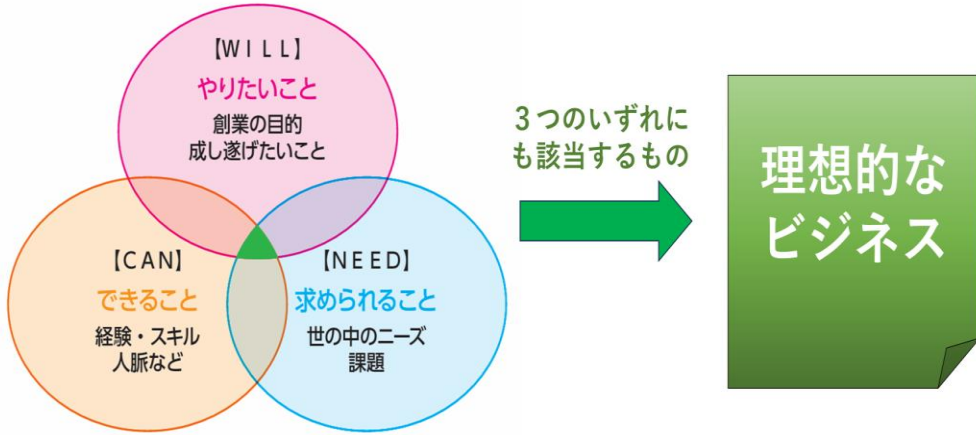 【WILL】
やりたいこと
創業の目的
成し遂げたいこと
【CAN】
できること
経験・スキル
人脈など
【NEED】
求められること
世の中のニーズ
課題
3つのいずれに
も該当するもの
理想的な
ビジネス